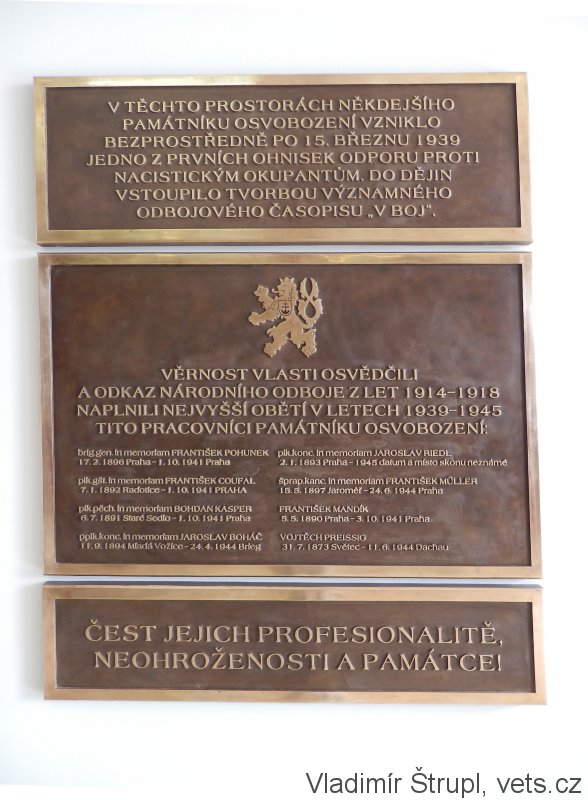 V TĚCHTO PROSTORÁCH NĚKDEJŠÍHO
PAMÁTNÍKU OSVOBOZENÍ VZNIKLO
BEZPROSTŘEDNĚ PO 15. BŘEZNU 1939
JEDNO Z PRVNÍCH OHNISEK ODPORU PROTI
NACISTICKÝM OKUPANTŮM. DO DĚJIN
VSTOUPILO TVORBOU VÝZNAMNÉHO
ODBOJOVÉHO ČASOPISU „V BOJ“.
VĚRNOST VLASTI OSVĚDČILI
A ODKAZ NÁRODNÍHO ODBOJE Z LET 1914–1918
NAPLNILI NEJVYŠŠÍ OBĚTÍ V LETECH 1939–1945
TITO PRACOVNÍCI PAMÁTNÍKU OSVOBOZENÍ:
brig.gen. in memoriam FRANTIŠEK POHUNEK
17. 2. 1896 Praha – 1. 10. 1941 Praha
plk.gšt. in memoriam FRANTIŠEK COUFAL
7. 1. 1892 Radotice – 1. 10. 1941 PRAHA
plk.pěch. in memoriam BOHDAN KASPER
6. 7. 1891 Staré Sedlo – 1. 10. 1941 Praha
pplk.konc. in memoriam JAROSLAV BOHÁČ
11. 9. 1894 Mladá Vožice – 24. 4. 1944 Brieg
plk.konc. in memoriam JAROSLAV RIEDL
2. 1. 1893 Praha – 1945 datum a místo skonu neznámé
šprap.kanc. in memoriam FRANTIŠEK MÜLLER
15. 5. 1897 Jaroměř – 24. 6. 1944 Praha
FRANTIŠEK MANDÍK
5. 5. 1890 Praha – 3. 10. 1941 Praha
VOJTĚCH PREISSIG
31. 7. 1873 Světec – 11. 6. 1944 Dachau
ČEST JEJICH PROFESIONALITĚ,
NEOHROŽENOSTI A PAMÁTCE!
Vladimír Štrupl, vets.cz